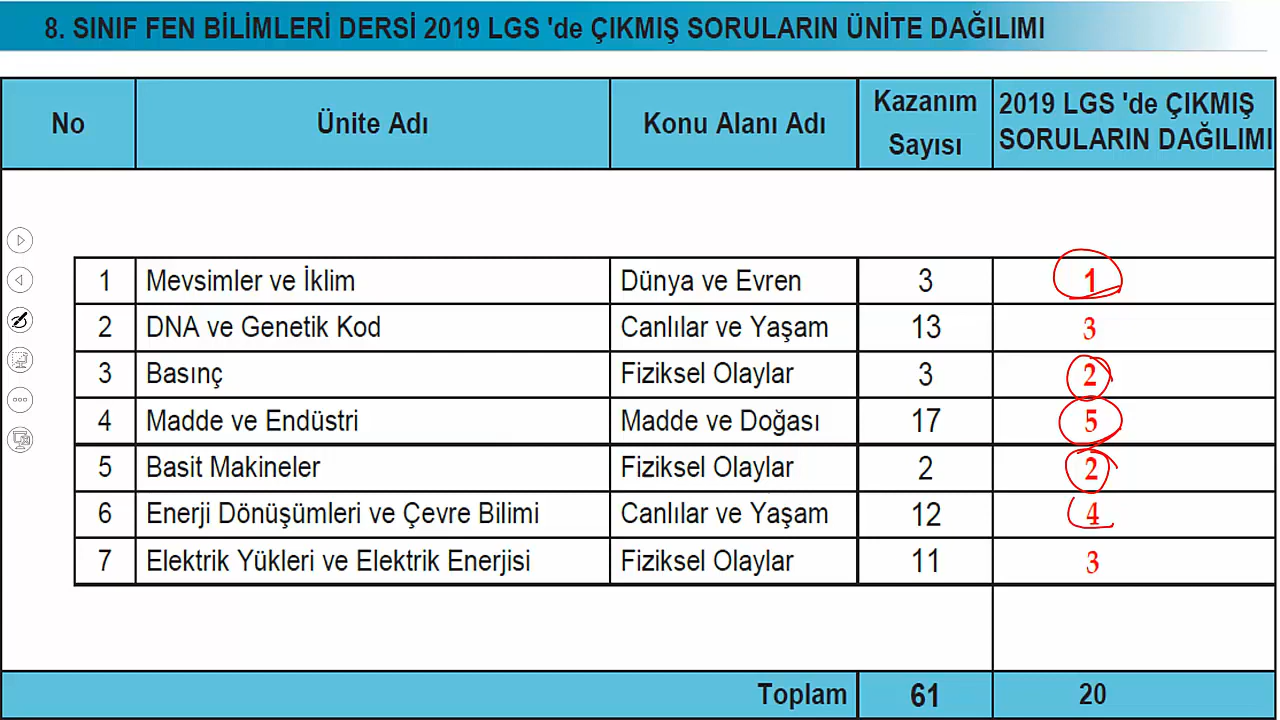 8. SINIF FEN BİLİMLERİ DERSİ 2019 LGS 'de ÇIKMIŞ SORULARIN ÜNİTE DAĞILIMI
No Ünite Adı Konu Alanı Adı Kazanım Sayısı 2019 LGS 'de ÇIKMIŞ SORULARIN DAĞILIMI
1 Mevsimler ve İklim Dünya ve Evren 3 1
2 DNA ve Genetik Kod Canlılar ve Yaşam 13 3
3 Basınç Fiziksel Olaylar 3 2
4 Madde ve Endüstri Madde ve Doğası 17 5
5 Basit Makineler Fiziksel Olaylar 2 2
6 Enerji Dönüşümleri ve Çevre Bilimi Canlılar ve Yaşam 12 4
7 Elektrik Yükleri ve Elektrik Enerjisi Fiziksel Olaylar 11 3
Toplam 61 20